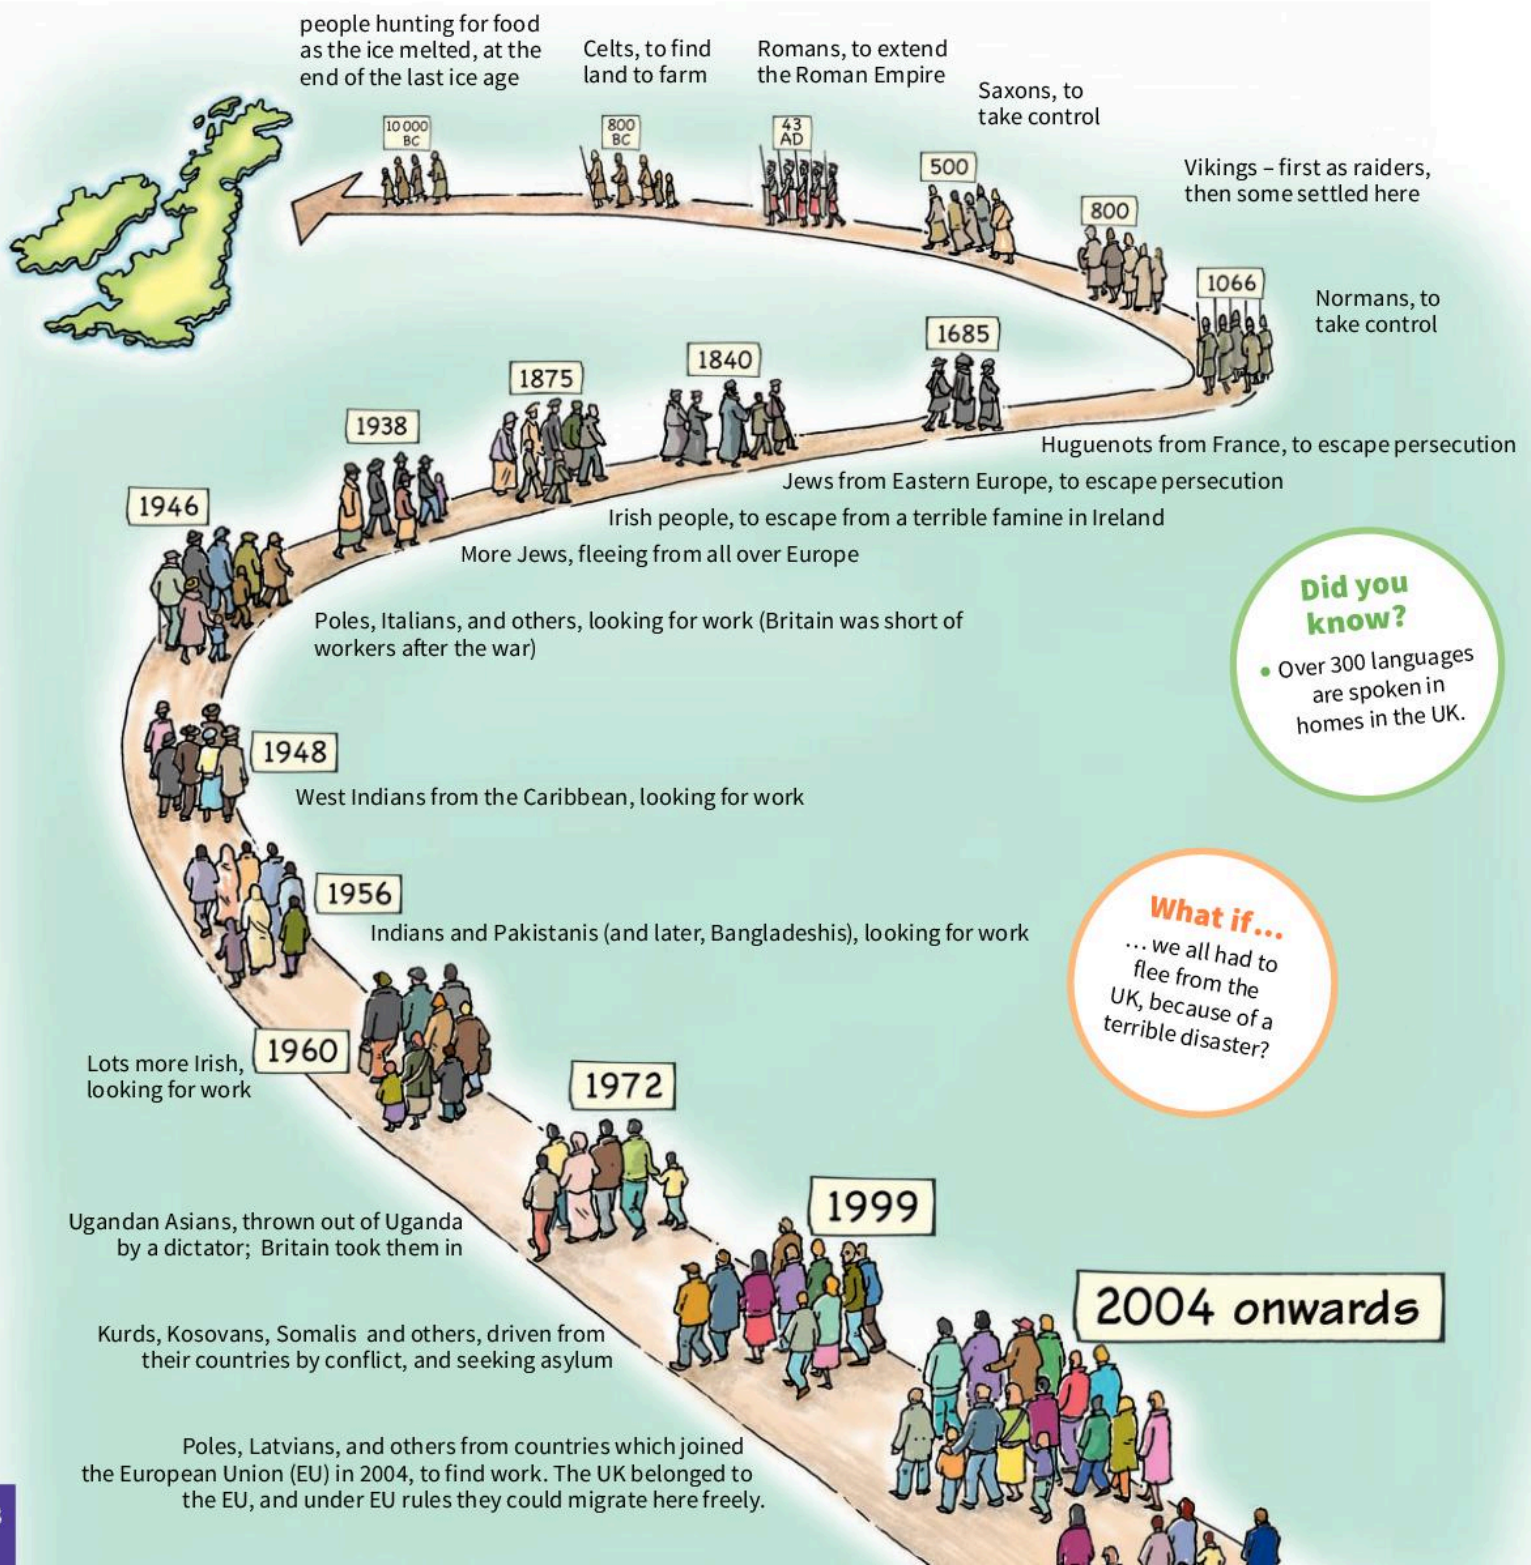 people hunting for food
as the ice melted, at the
end of the last ice age
10 000
BC
Celts, to find
land to farm
800
BC
Romans, to extend
the Roman Empire
43
AD
Saxons, to
take control
500
Vikings – first as raiders,
then some settled here
800
Normans, to
take control
1066
1685
Huguenots from France, to escape persecution
1840
Jews from Eastern Europe, to escape persecution
1875
Irish people, to escape from a terrible famine in Ireland
1938
More Jews, fleeing from all over Europe
1946
Poles, Italians, and others, looking for work (Britain was short of
workers after the war)
Did you
know?
• Over 300 languages
are spoken in
homes in the UK.
1948
West Indians from the Caribbean, looking for work
1956
Indians and Pakistanis (and later, Bangladeshis), looking for work
What if...
... we all had to
flee from the
UK, because of a
terrible disaster?
1960
Lots more Irish,
looking for work
1972
Ugandan Asians, thrown out of Uganda
by a dictator; Britain took them in
1999
Kurds, Kosovans, Somalis and others, driven from
their countries by conflict, and seeking asylum
2004 onwards
Poles, Latvians, and others from countries which joined
the European Union (EU) in 2004, to find work. The UK belonged to
the EU, and under EU rules they could migrate here freely.